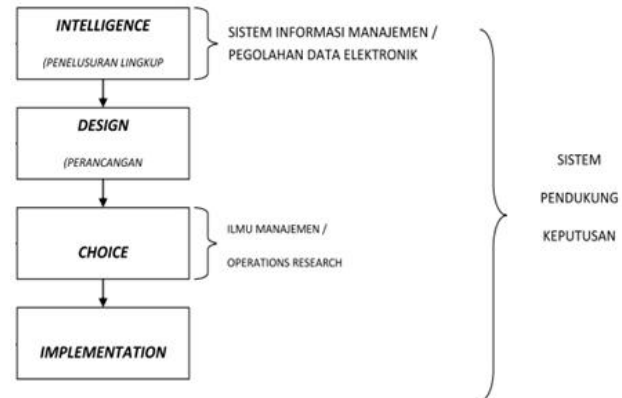 INTELLIGENCE
(PENELUSURAN LINGKUP
SISTEM INFORMASI MANAJEMEN /
PEGOLAHAN DATA ELEKTRONIK
DESIGN
(PERANCANGAN
CHOICE
ILMU MANAJEMEN /
OPERATIONS RESEARCH
IMPLEMENTATION
SISTEM
PENDUKUNG
KEPUTUSAN